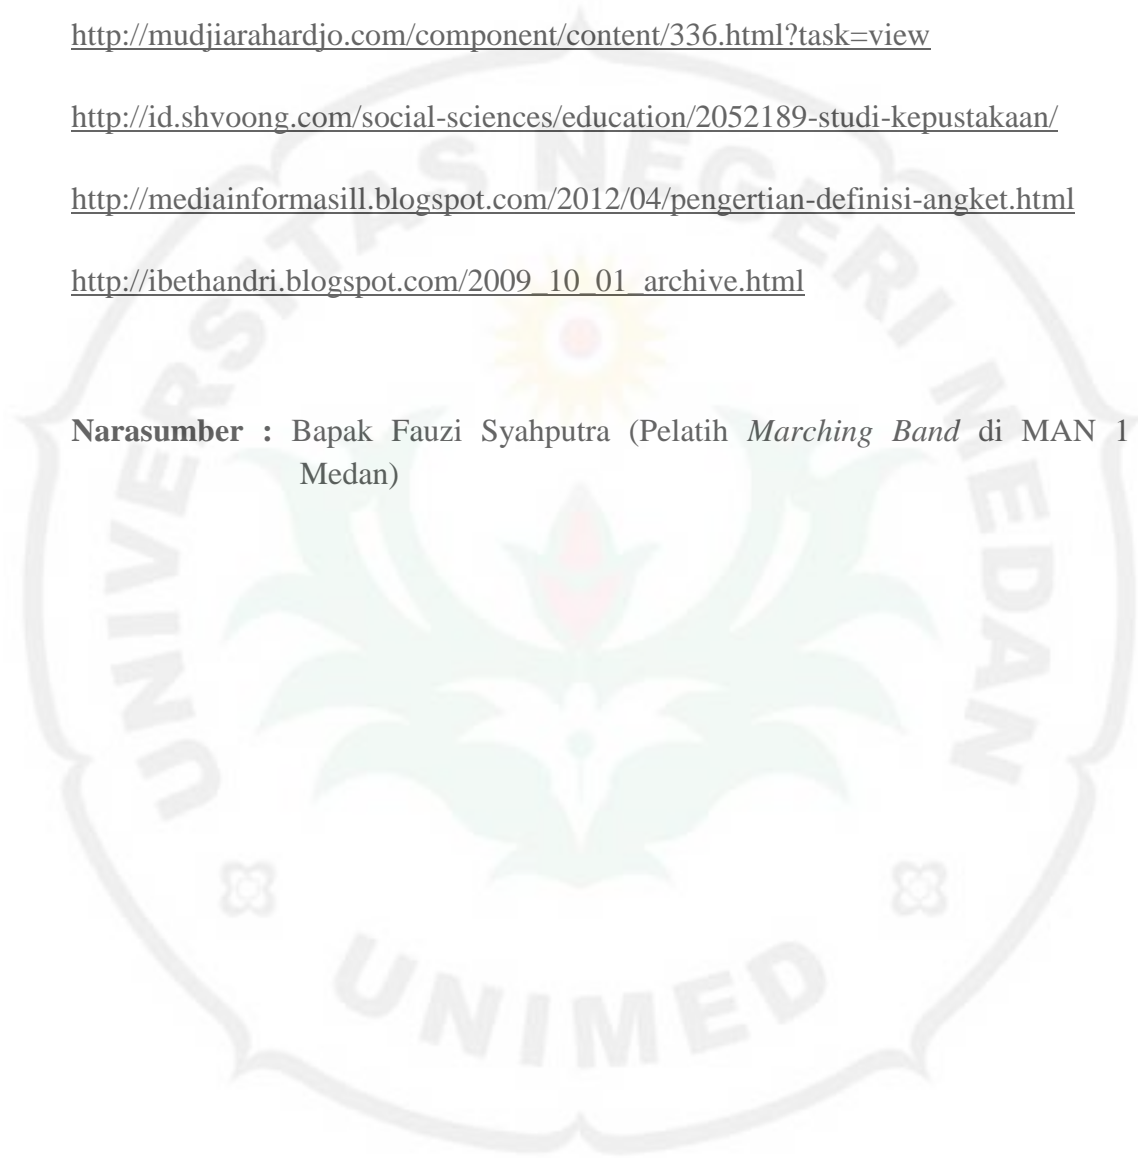 http://mudjiarahardjo.com/component/content/336.html?task=view
http://id.shvoong.com/social-sciences/education/2052189-studi-kepustakaan/
http://mediainformasill.blogspot.com/2012/04/pengertian-definisi-angket.html
http://ibethandri.blogspot.com/2009_10_01_archive.html
Narasumber : Bapak Fauzi Syahputra (Pelatih Marching Band di MAN 1
Medan)
UNIVERSITAS NEGERI MEDAN
UNIMED